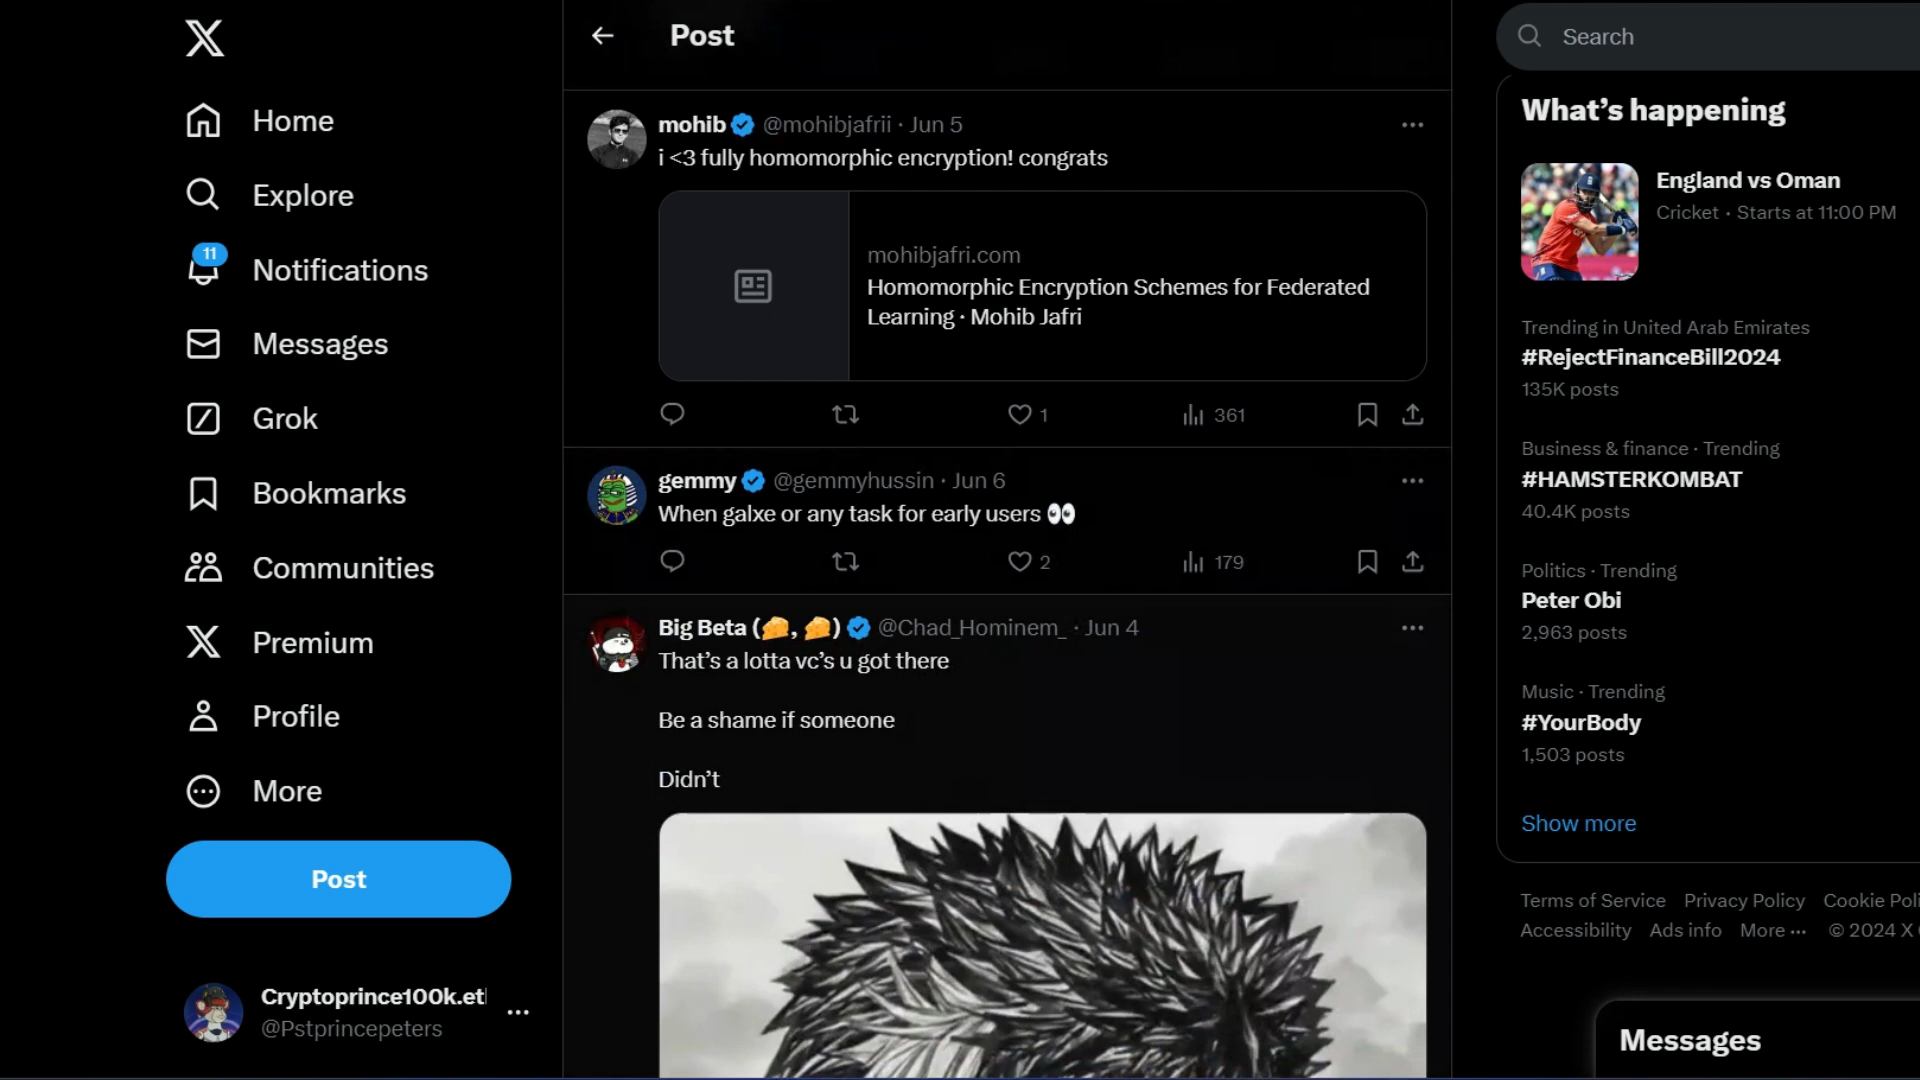 Home
Explore
11
Notifications
Messages
Grok
Bookmarks
Communities
Premium
Profile
More
Post
Cryptoprince100k.et
@Pstprincepeters
Post
mohib @mohibjafrii · Jun 5
i <3 fully homomorphic encryption! congrats
mohibjafri.com
Homomorphic Encryption Schemes for Federated
Learning · Mohib Jafri
1
361
gemmy @gemmyhussin · Jun 6
When galxe or any task for early users 👀
2
179
Big Beta (🧀, 🧀) @Chad_Hominem_ · Jun 4
That’s a lotta vc’s u got there
Be a shame if someone
Didn’t
Search
What’s happening
England vs Oman
Cricket · Starts at 11:00 PM
Trending in United Arab Emirates
#RejectFinanceBill2024
135K posts
Business & finance · Trending
#HAMSTERKOMBAT
40.4K posts
Politics · Trending
Peter Obi
2,963 posts
Music · Trending
#YourBody
1,503 posts
Show more
Terms of Service Privacy Policy Cookie Poli
Accessibility Ads info More ··· © 2024 X
Messages